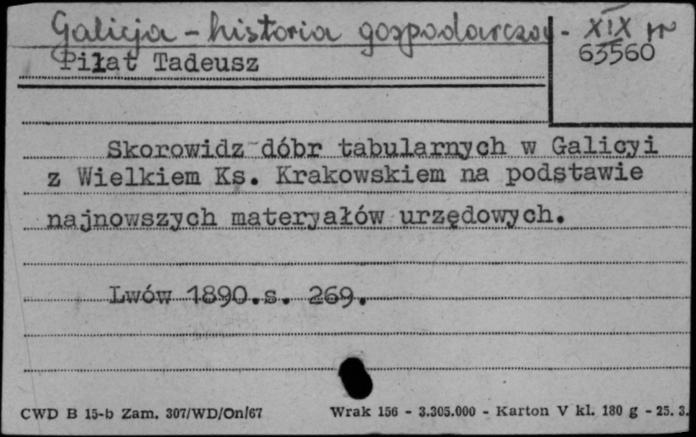 Galicja - historia gospodarcza - XIX w
63560
Piłat Tadeusz
Skorowidz dóbr tabularnych w Galicyi
z Wielkiem Ks. Krakowskiem na podstawie
najnowszych materyałów urzędowych.
Lwów 1890.s. 269.
CWD B 15-b Zam. 307/WD/On/67 Wrak 156 - 3.305.000 - Karton V kl. 180 g - 25. 3.